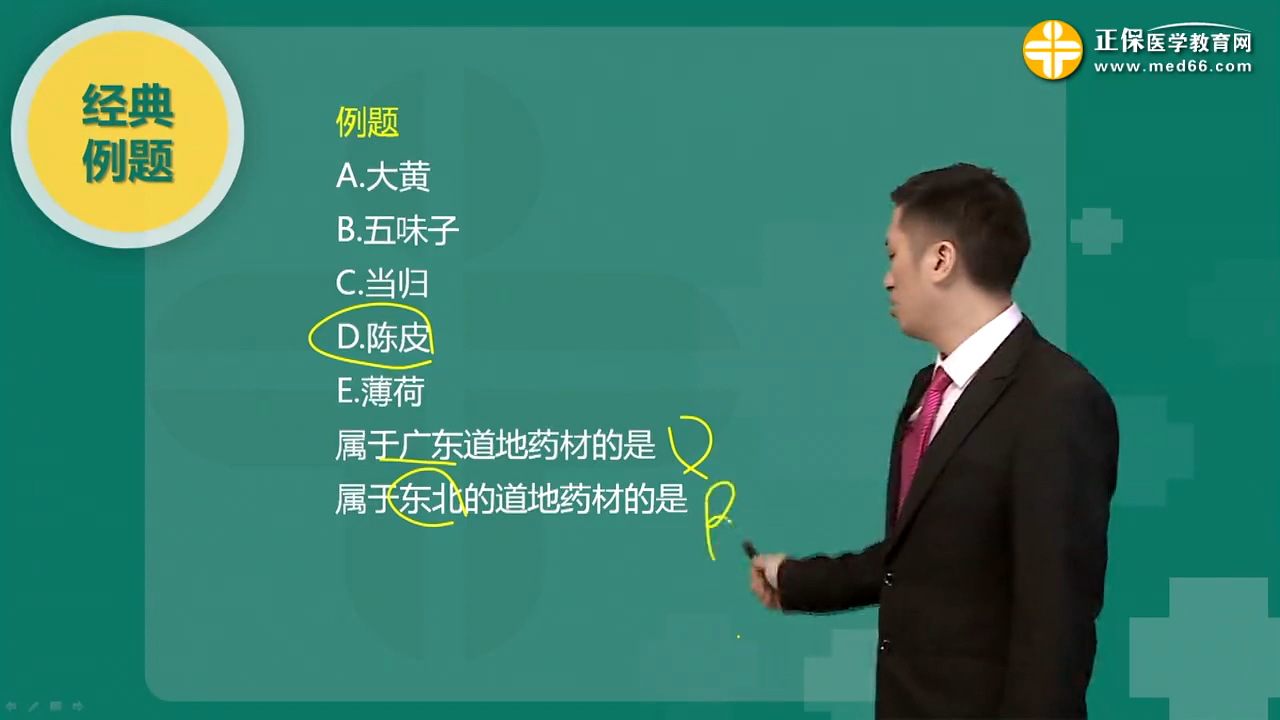 经典
例题
正保医学教育网
www.med66.com
例题
A.大黄
B.五味子
C.当归
D.陈皮
E.薄荷
属于广东道地药材的是 D
属于东北的道地药材的是 B